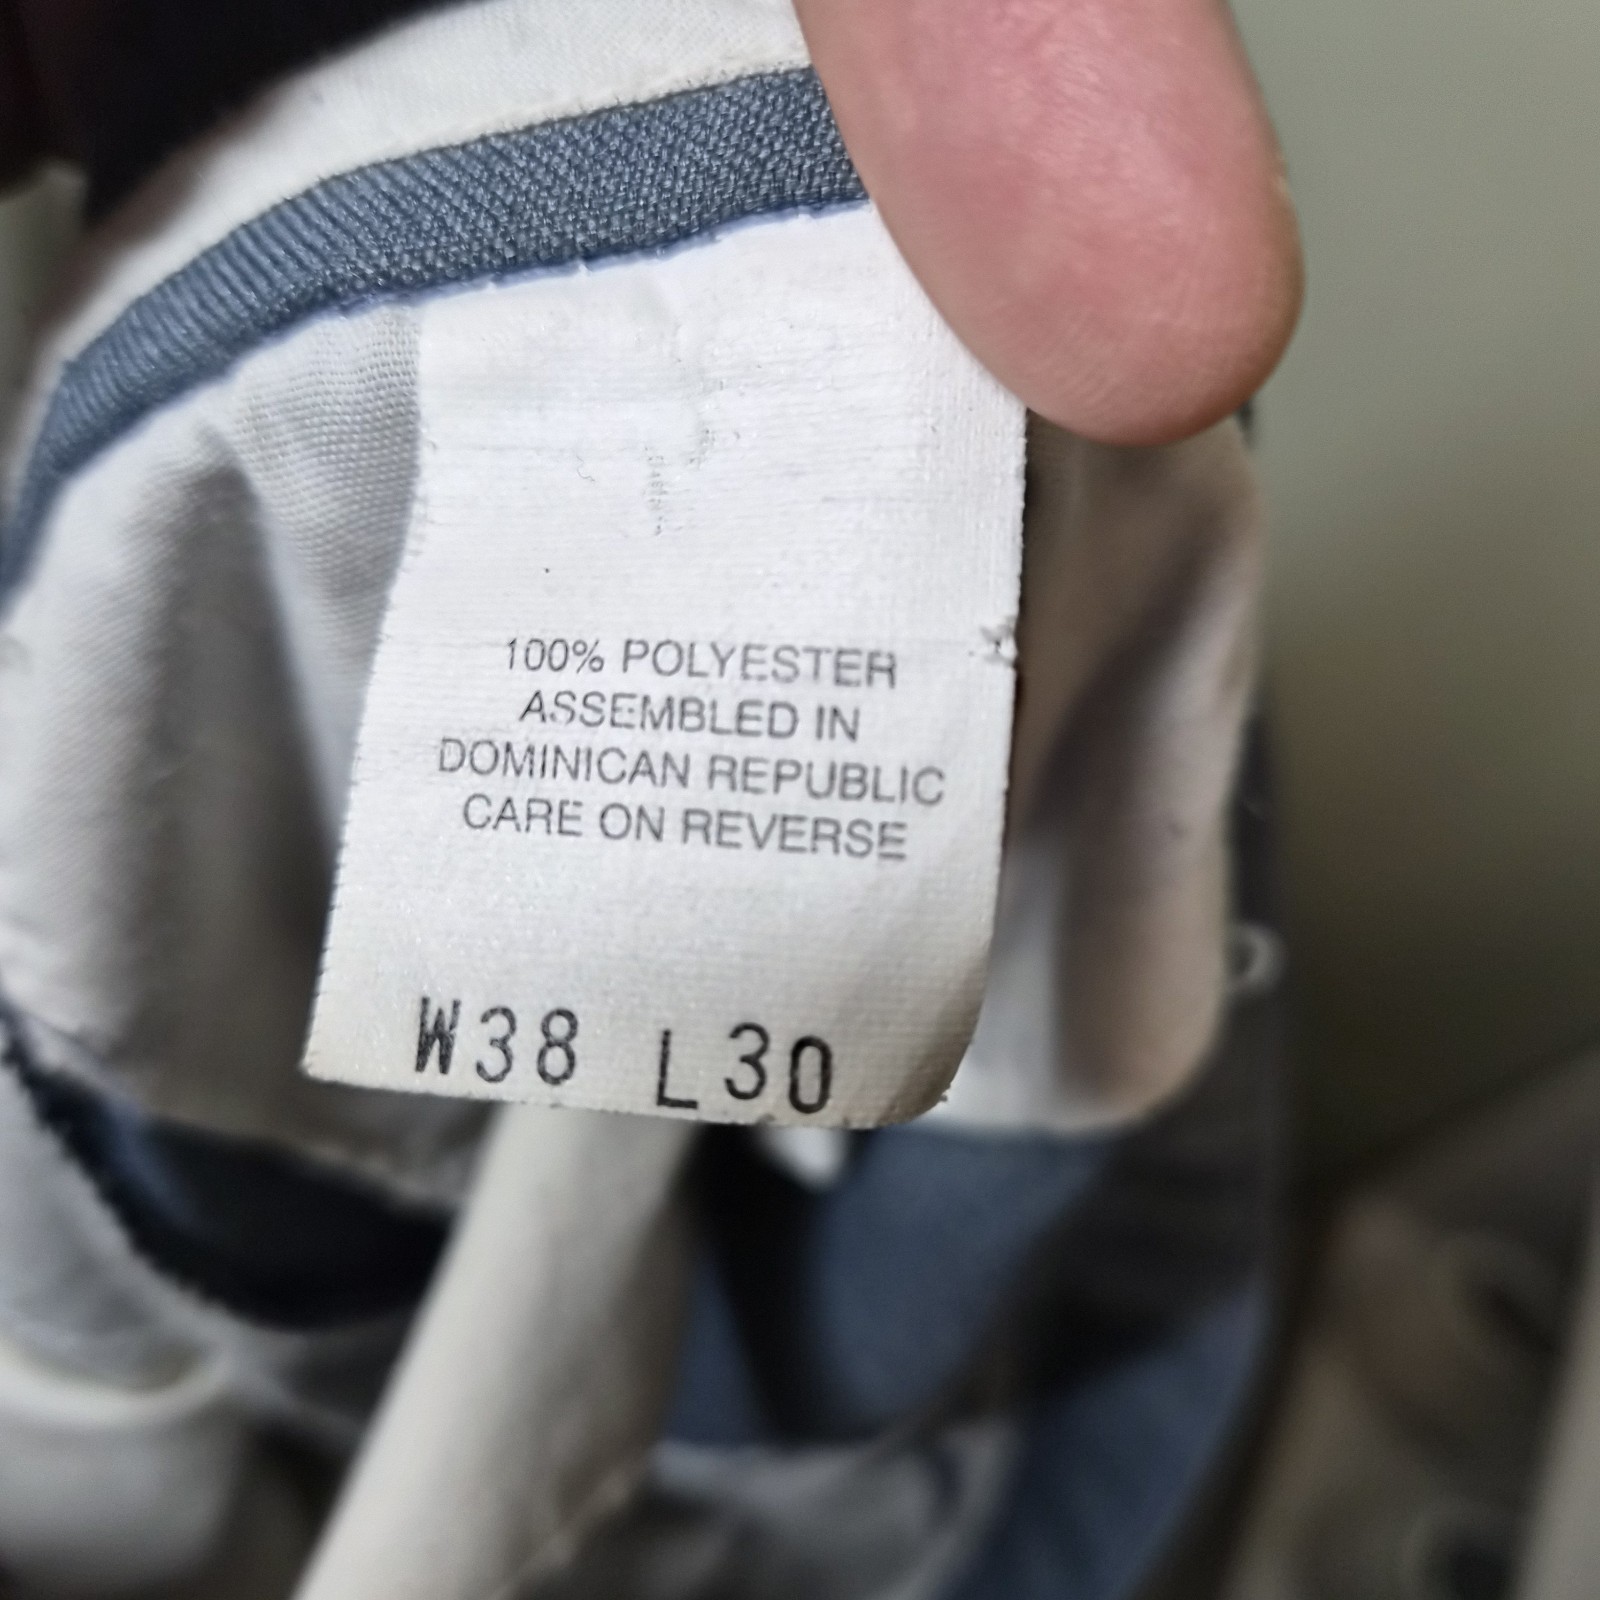 100% POLYESTER
ASSEMBLED IN
DOMINICAN REPUBLIC
CARE ON REVERSE
W38 L30